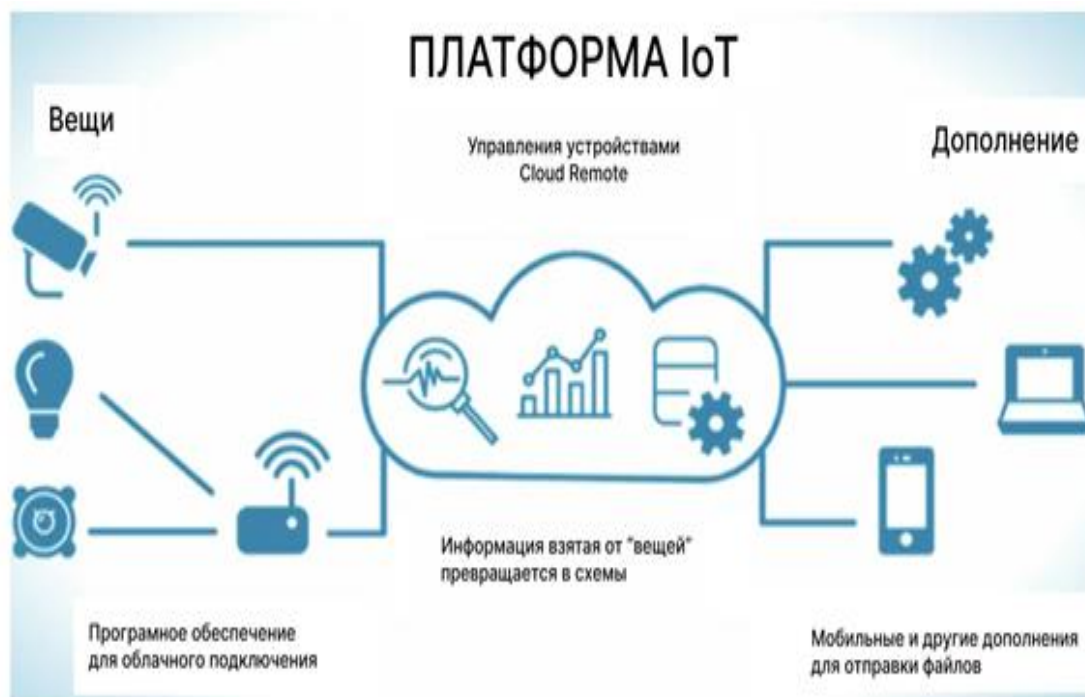 ПЛАТФОРМА IoT
Вещи
Управления устройствами
Cloud Remote
Дополнение
Информация взятая от "вещей"
превращается в схемы
Програмное обеспечение
для облачного подключения
Мобильные и другие дополнения
для отправки файлов